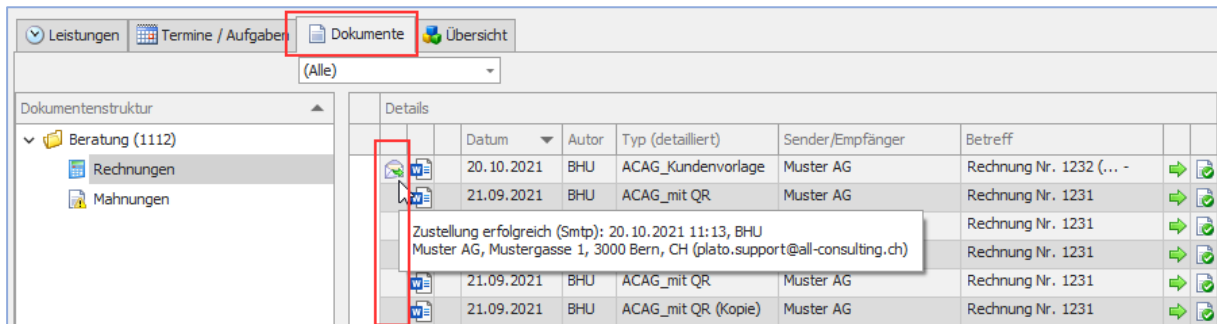 Leistungen Termine / Aufgaben Dokumente Übersicht
(Alle)
Dokumentenstruktur
Beratung (1112)
Rechnungen
Mahnungen
Details
Datum Autor Typ (detailliert) Sender/Empfänger Betreff
20.10.2021 BHU ACAG_Kundenvorlage Muster AG Rechnung Nr. 1232 (... -
21.09.2021 BHU ACAG_mit QR Muster AG Rechnung Nr. 1231
Zustellung erfolgreich (Smtp): 20.10.2021 11:13, BHU
Muster AG, Mustergasse 1, 3000 Bern, CH (plato.support@all-consulting.ch)
Rechnung Nr. 1231
Rechnung Nr. 1231
21.09.2021 BHU ACAG_mit QR Muster AG Rechnung Nr. 1231
21.09.2021 BHU ACAG_mit QR (Kopie) Muster AG Rechnung Nr. 1231